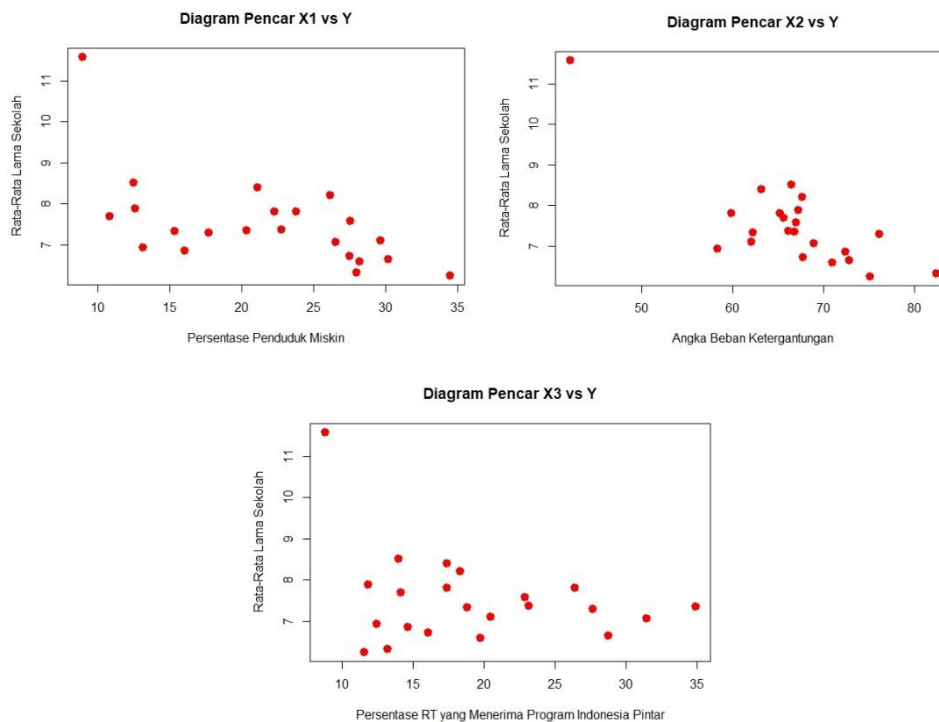 Diagram Pencar X1 vs Y
Rata-Rata Lama Sekolah
11
10
9
8
7
10 15 20 25 30 35
Persentase Penduduk Miskin
Diagram Pencar X2 vs Y
Rata-Rata Lama Sekolah
11
10
9
8
7
50 60 70 80
Angka Beban Ketergantungan
Diagram Pencar X3 vs Y
Rata-Rata Lama Sekolah
11
10
9
8
7
10 15 20 25 30 35
Persentase RT yang Menerima Program Indonesia Pintar